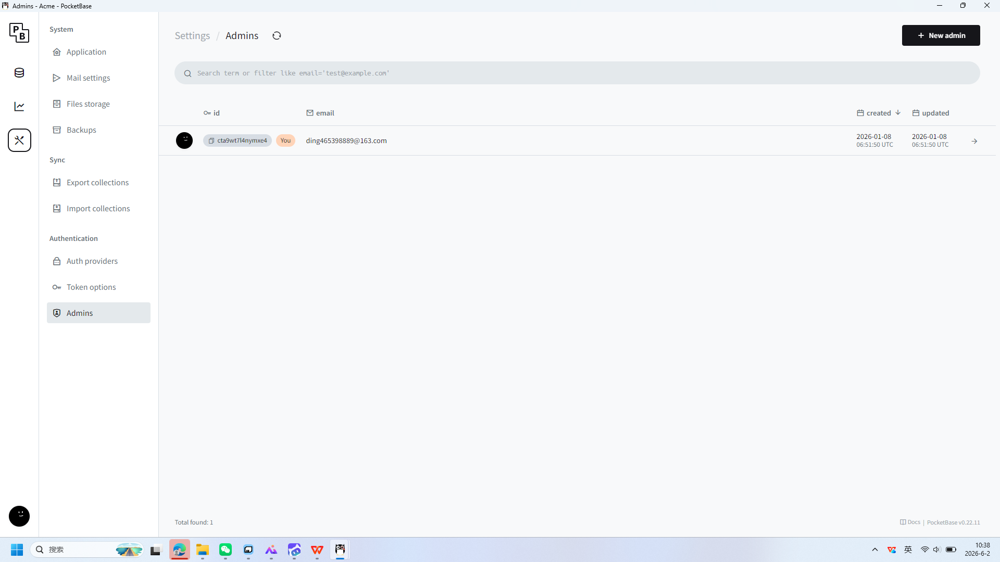 Admins - Acme - PocketBase
P
B
System
Application
Mail settings
Files storage
Backups
Sync
Export collections
Import collections
Authentication
Auth providers
Token options
Admins
Settings / Admins
New admin
Search term or filter like email='test@example.com'
id email created updated
cta9wt7l4nymxe4 You ding465398889@163.com 2026-01-08 06:51:50 UTC 2026-01-08 06:51:50 UTC
Total found: 1
Docs | PocketBase v0.22.11
搜索
英
10:38
2026-6-2